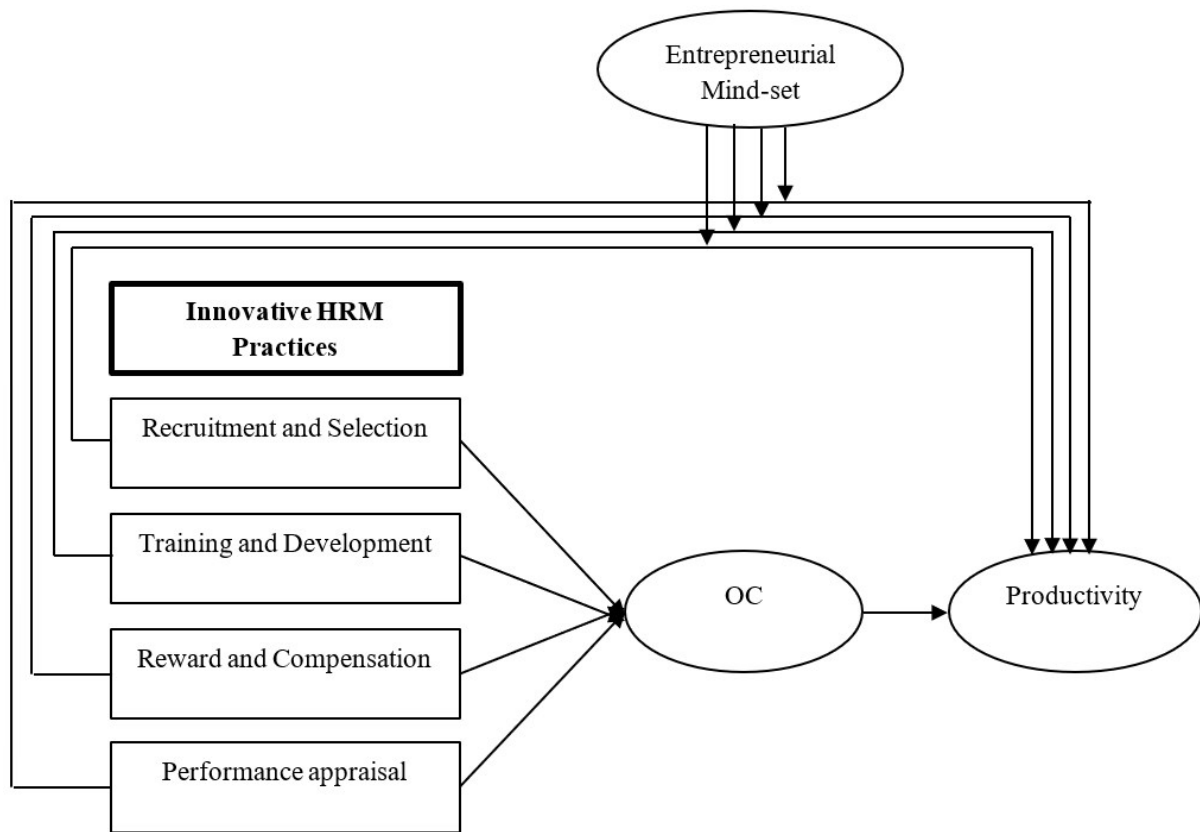 Entrepreneurial
Mind-set
Innovative HRM
Practices
Recruitment and Selection
Training and Development
Reward and Compensation
Performance appraisal
OC
Productivity